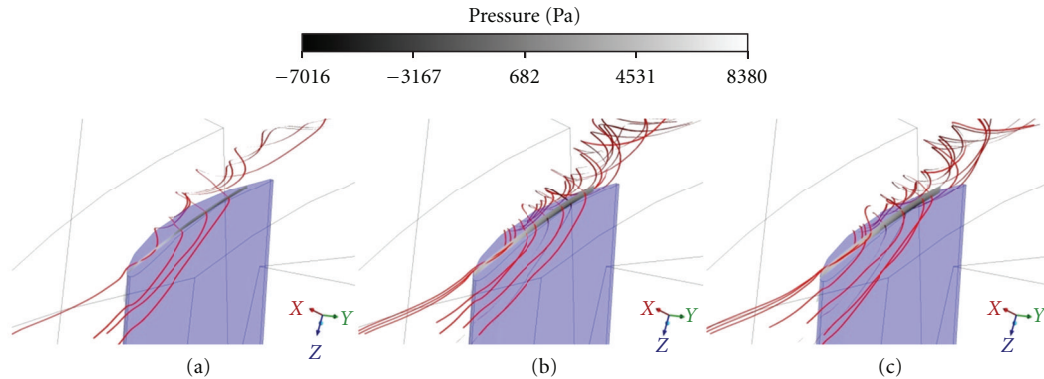 Pressure (Pa)
−7016 −3167 682 4531 8380
X Y Z X Y Z X Y Z
(a) (b) (c)